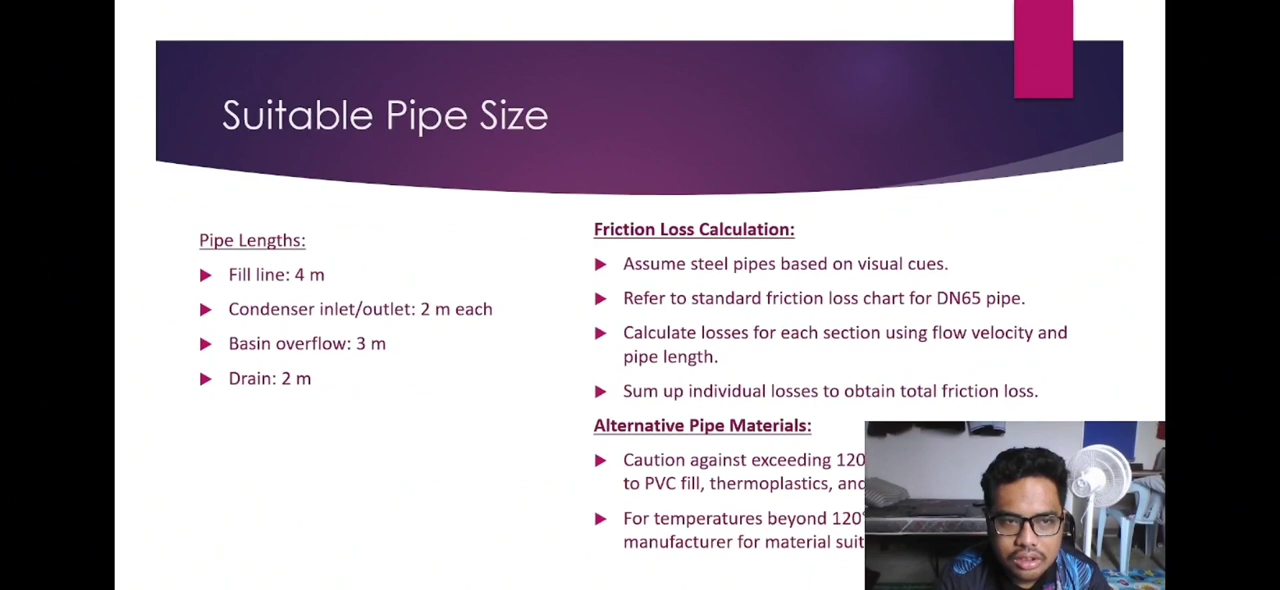 Suitable Pipe Size
Pipe Lengths:
Fill line: 4 m
Condenser inlet/outlet: 2 m each
Basin overflow: 3 m
Drain: 2 m
Friction Loss Calculation:
Assume steel pipes based on visual cues.
Refer to standard friction loss chart for DN65 pipe.
Calculate losses for each section using flow velocity and
pipe length.
Sum up individual losses to obtain total friction loss.
Alternative Pipe Materials:
Caution against exceeding 120
to PVC fill, thermoplastics, and
For temperatures beyond 120°
manufacturer for material suit